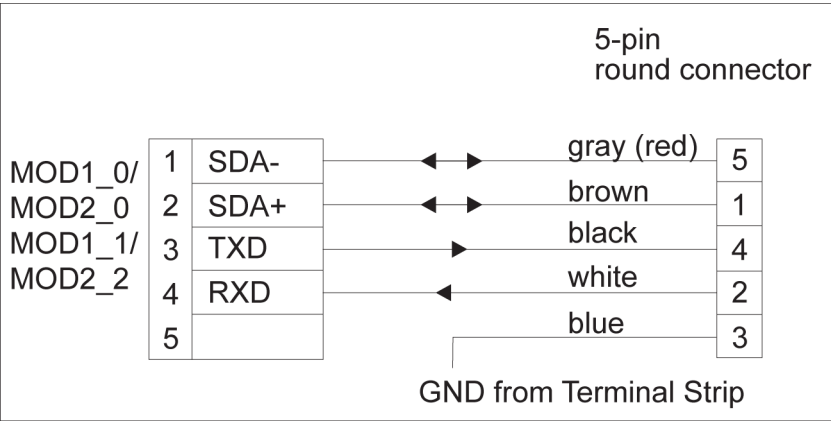 5-pin
round connector
MOD1_0/
MOD2_0
MOD1_1/
MOD2_2
1 SDA- gray (red) 5
2 SDA+ brown 1
3 TXD black 4
4 RXD white 2
5 blue 3
GND from Terminal Strip